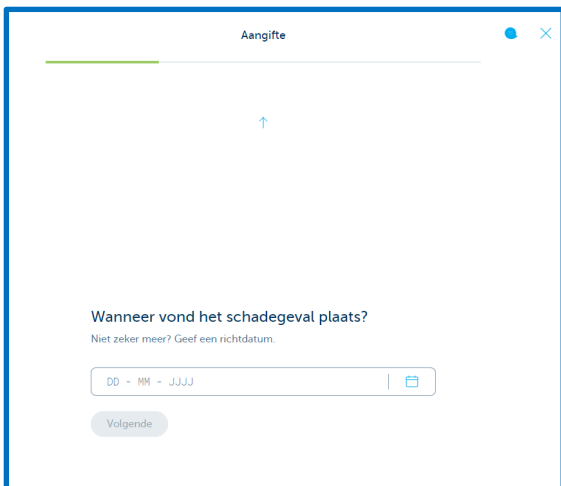 Aangifte
Wanneer vond het schadegeval plaats?
Niet zeker meer? Geef een richtdatum.
DD - MM - JJJJ
Volgende